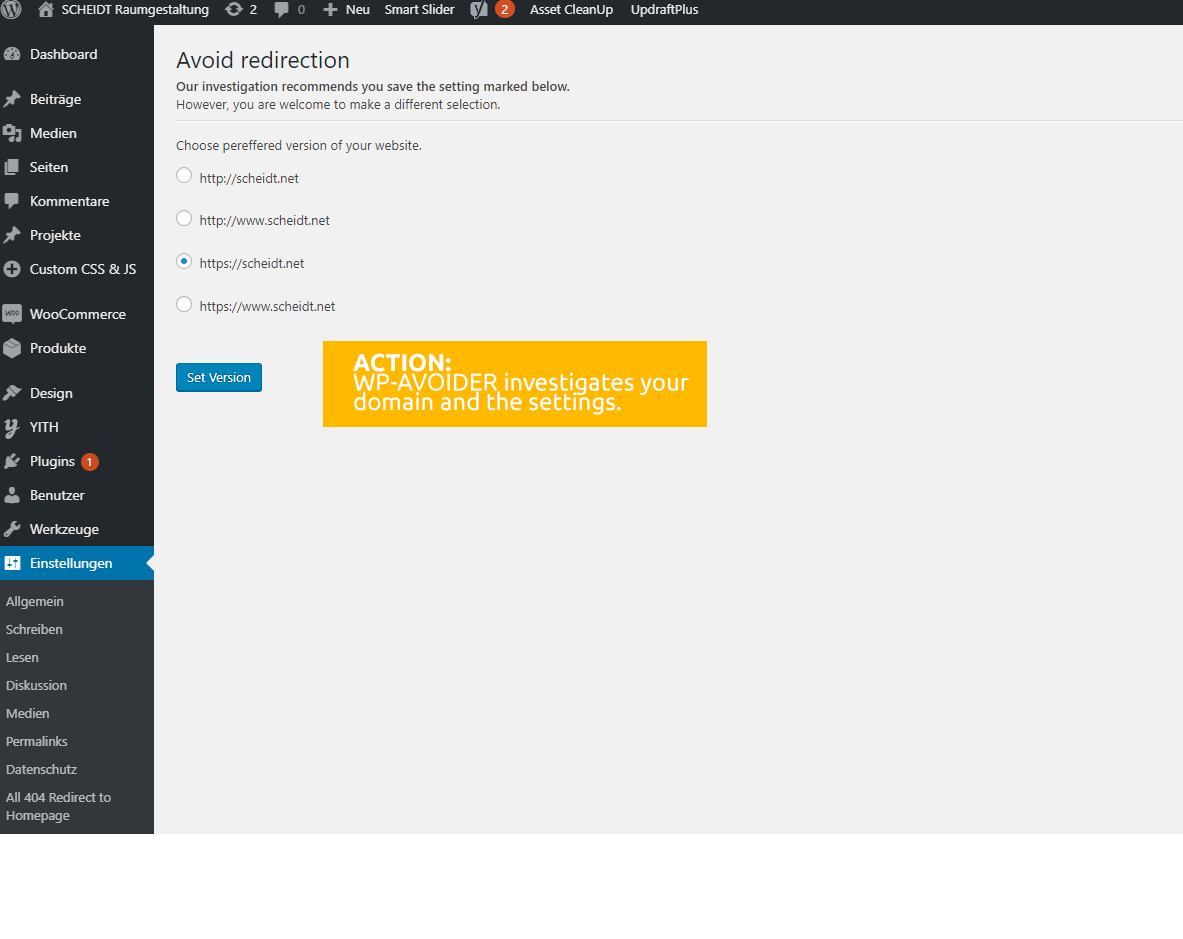 SCHEIDT Raumgestaltung 2 0 Neu Smart Slider 2 Asset CleanUp UpdraftPlus
Dashboard
Beiträge
Medien
Seiten
Kommentare
Projekte
Custom CSS & JS
WooCommerce
Produkte
Design
YITH
Plugins 1
Benutzer
Werkzeuge
Einstellungen
Allgemein
Schreiben
Lesen
Diskussion
Medien
Permalinks
Datenschutz
All 404 Redirect to
Homepage
Avoid redirection
Our investigation recommends you save the setting marked below.
However, you are welcome to make a different selection.
Choose pereffered version of your website.
http://scheidt.net
http://www.scheidt.net
https://scheidt.net
https://www.scheidt.net
Set Version
ACTION:
WP-AVOIDER investigates your
domain and the settings.